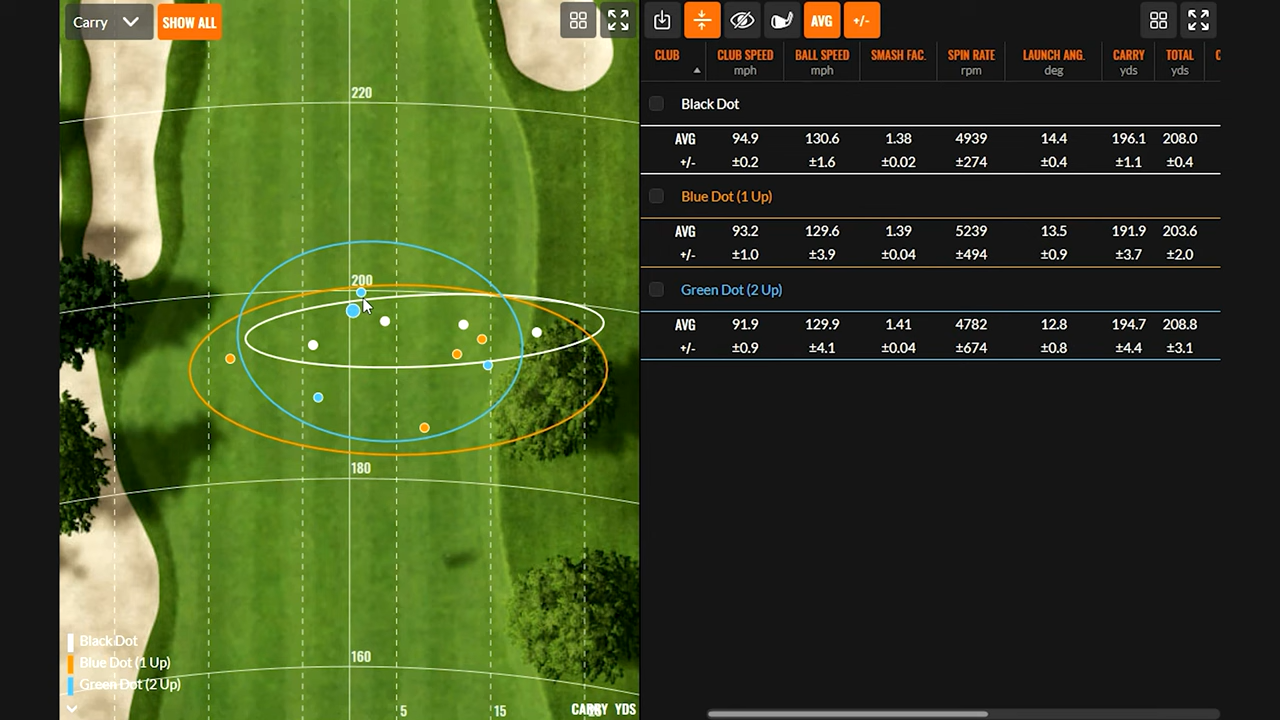 Carry
SHOW ALL
220
200
180
160
Black Dot
Blue Dot (1 Up)
Green Dot (2 Up)
5
15
CARRY YDS
AVG
+/-
CLUB CLUB SPEED BALL SPEED SMASH FAC. SPIN RATE LAUNCH ANG. CARRY TOTAL
mph mph rpm deg yds yds
Black Dot
AVG 94.9 130.6 1.38 4939 14.4 196.1 208.0
+/- ±0.2 ±1.6 ±0.02 ±274 ±0.4 ±1.1 ±0.4
Blue Dot (1 Up)
AVG 93.2 129.6 1.39 5239 13.5 191.9 203.6
+/- ±1.0 ±3.9 ±0.04 ±494 ±0.9 ±3.7 ±2.0
Green Dot (2 Up)
AVG 91.9 129.9 1.41 4782 12.8 194.7 208.8
+/- ±0.9 ±4.1 ±0.04 ±674 ±0.8 ±4.4 ±3.1